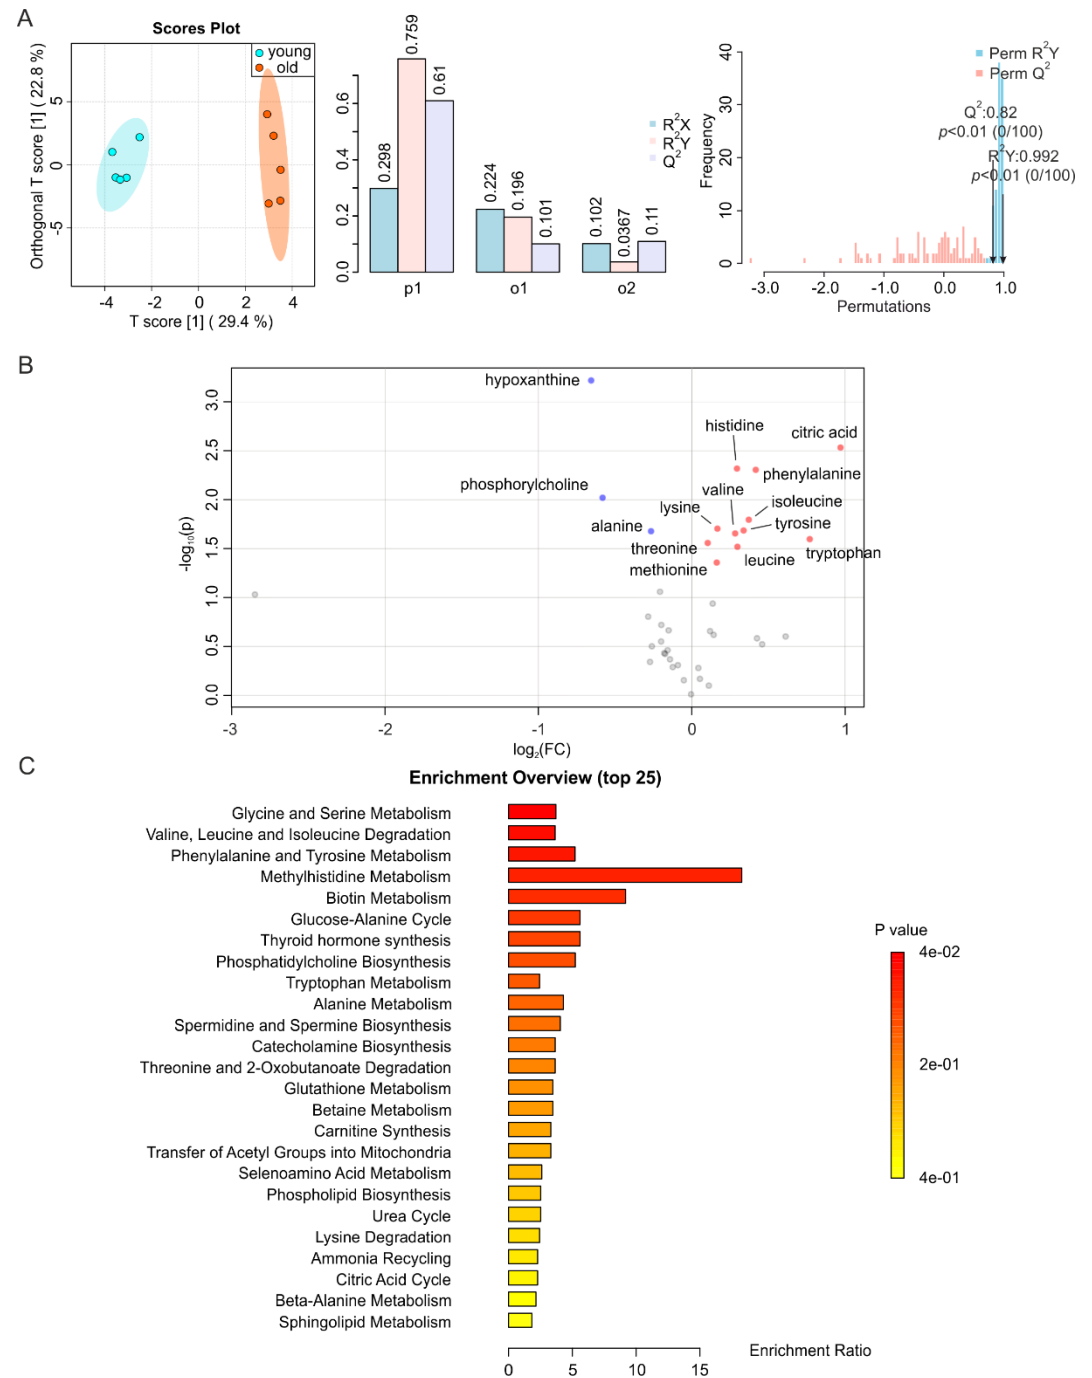 A
Scores Plot
young
old
Orthogonal T score [1] ( 22.8 %)
5
0
-5
-4
-2
0
2
4
T score [1] ( 29.4 %)
0.0
0.2
0.4
0.6
0.298
0.759
0.61
0.224
0.196
0.101
0.102
0.0367
0.11
p1
o1
o2
R²X
R²Y
Q²
Frequency
40
30
20
10
0
Perm R²Y
Perm Q²
Q²:0.82
p<0.01 (0/100)
R²Y:0.992
p<0.01 (0/100)
-3.0
-2.0
-1.0
0.0
1.0
Permutations
B
-log₁₀(p)
3.0
2.5
2.0
1.5
1.0
0.5
0.0
hypoxanthine
histidine
citric acid
phenylalanine
phosphorylcholine
valine
isoleucine
lysine
alanine
tyrosine
threonine
tryptophan
leucine
methionine
-3
-2
-1
0
1
log₂(FC)
C
Enrichment Overview (top 25)
Glycine and Serine Metabolism
Valine, Leucine and Isoleucine Degradation
Phenylalanine and Tyrosine Metabolism
Methylhistidine Metabolism
Biotin Metabolism
Glucose-Alanine Cycle
Thyroid hormone synthesis
Phosphatidylcholine Biosynthesis
Tryptophan Metabolism
Alanine Metabolism
Spermidine and Spermine Biosynthesis
Catecholamine Biosynthesis
Threonine and 2-Oxobutanoate Degradation
Glutathione Metabolism
Betaine Metabolism
Carnitine Synthesis
Transfer of Acetyl Groups into Mitochondria
Selenoamino Acid Metabolism
Phospholipid Biosynthesis
Urea Cycle
Lysine Degradation
Ammonia Recycling
Citric Acid Cycle
Beta-Alanine Metabolism
Sphingolipid Metabolism
P value
4e-02
2e-01
4e-01
0
5
10
15
Enrichment Ratio